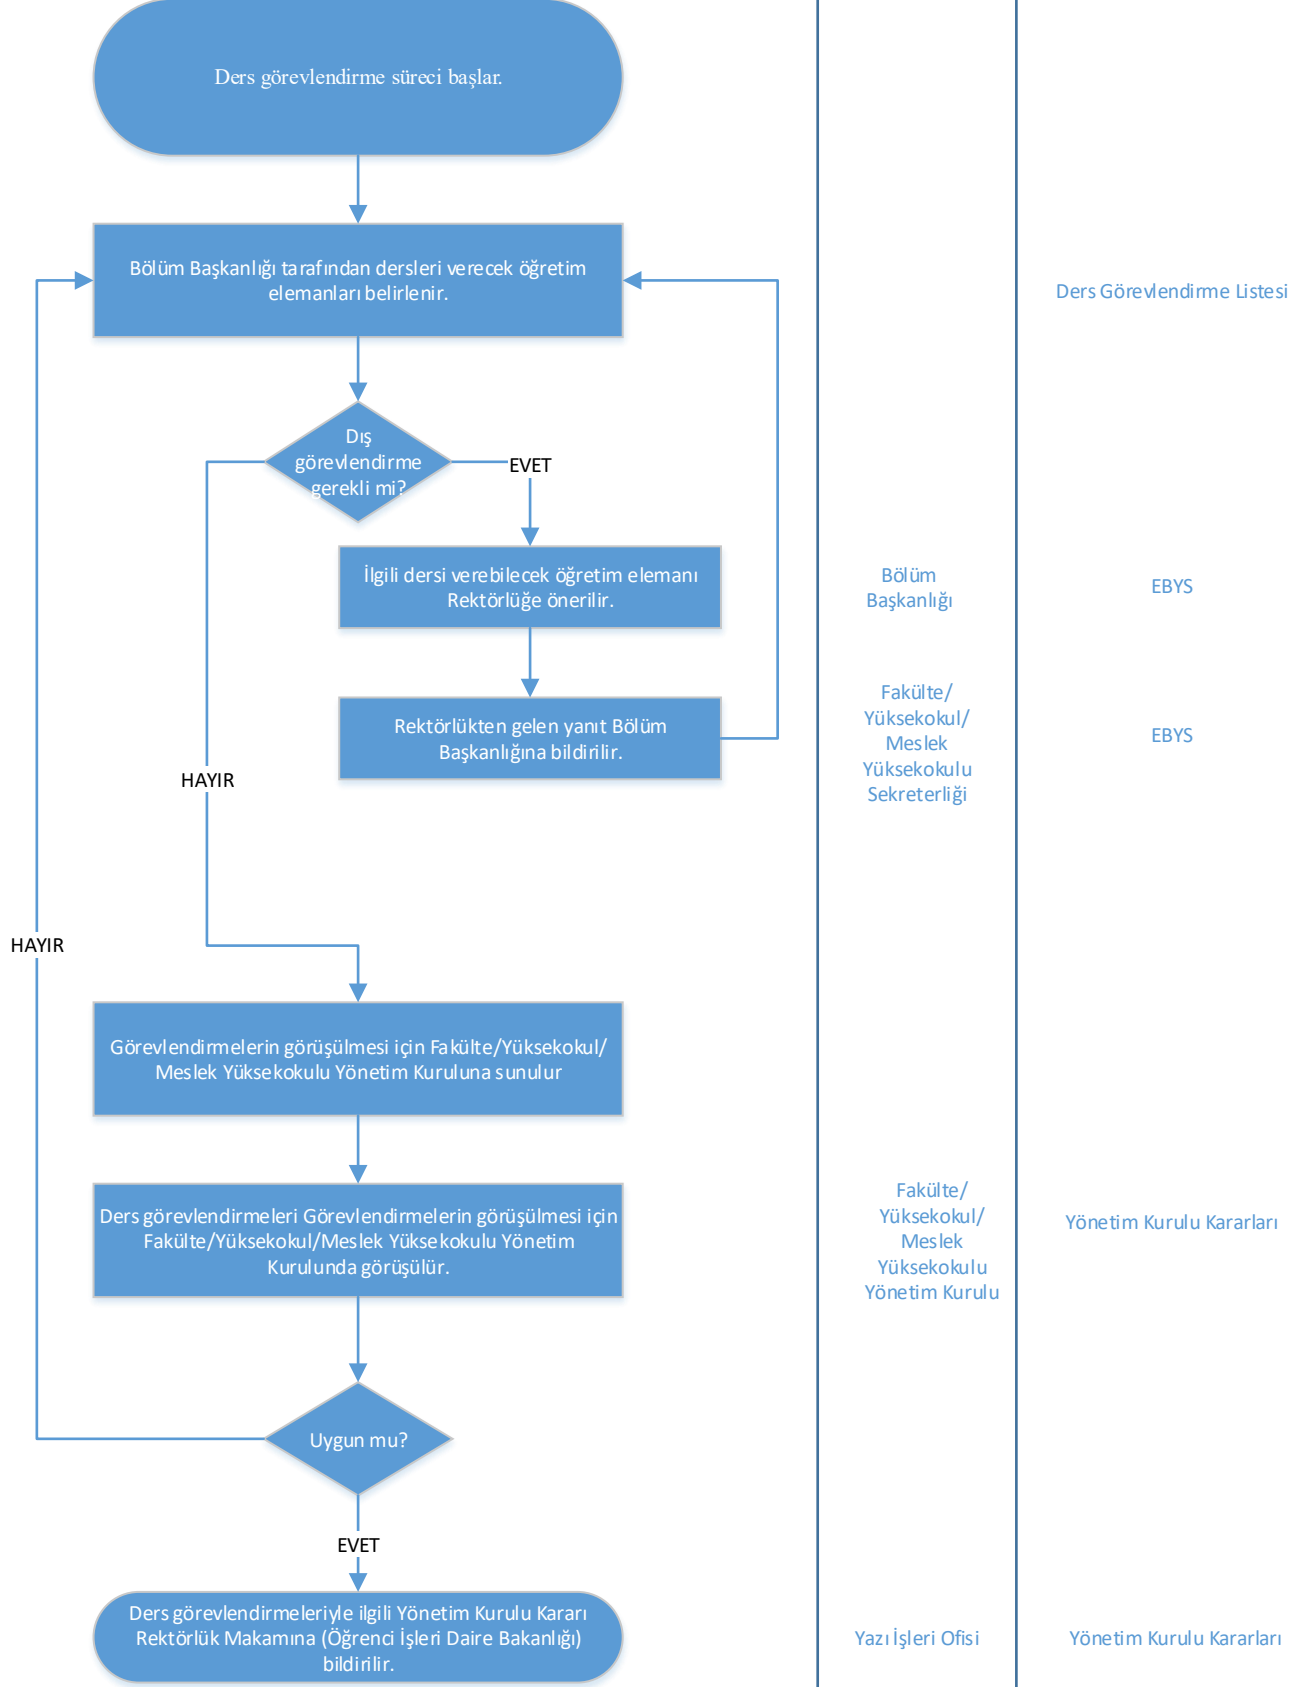 Ders görevlendirme süreci başlar.
Bölüm Başkanlığı tarafından dersleri verecek öğretim
elemanları belirlenir.
Ders Görevlendirme Listesi
Dış
görevlendirme
gerekli mi?
EVET
İlgili dersi verebilecek öğretim elemanı
Rektörlüğe önerilir.
Bölüm
Başkanlığı
EBYS
Rektörlükten gelen yanıt Bölüm
Başkanlığına bildirilir.
Fakülte/
Yüksekokul/
Meslek
Yüksekokulu
Sekreterliği
EBYS
HAYIR
HAYIR
Görevlendirmelerin görüşülmesi için Fakülte/Yüksekokul/
Meslek Yüksekokulu Yönetim Kuruluna sunulur
Ders görevlendirmeleri Görevlendirmelerin görüşülmesi için
Fakülte/Yüksekokul/Meslek Yüksekokulu Yönetim
Kurulunda görüşülür.
Fakülte/
Yüksekokul/
Meslek
Yüksekokulu
Yönetim Kurulu
Yönetim Kurulu Kararları
Uygun mu?
EVET
Ders görevlendirmeleriyle ilgili Yönetim Kurulu Kararı
Rektörlük Makamına (Öğrenci İşleri Daire Bakanlığı)
bildirilir.
Yazı İşleri Ofisi
Yönetim Kurulu Kararları